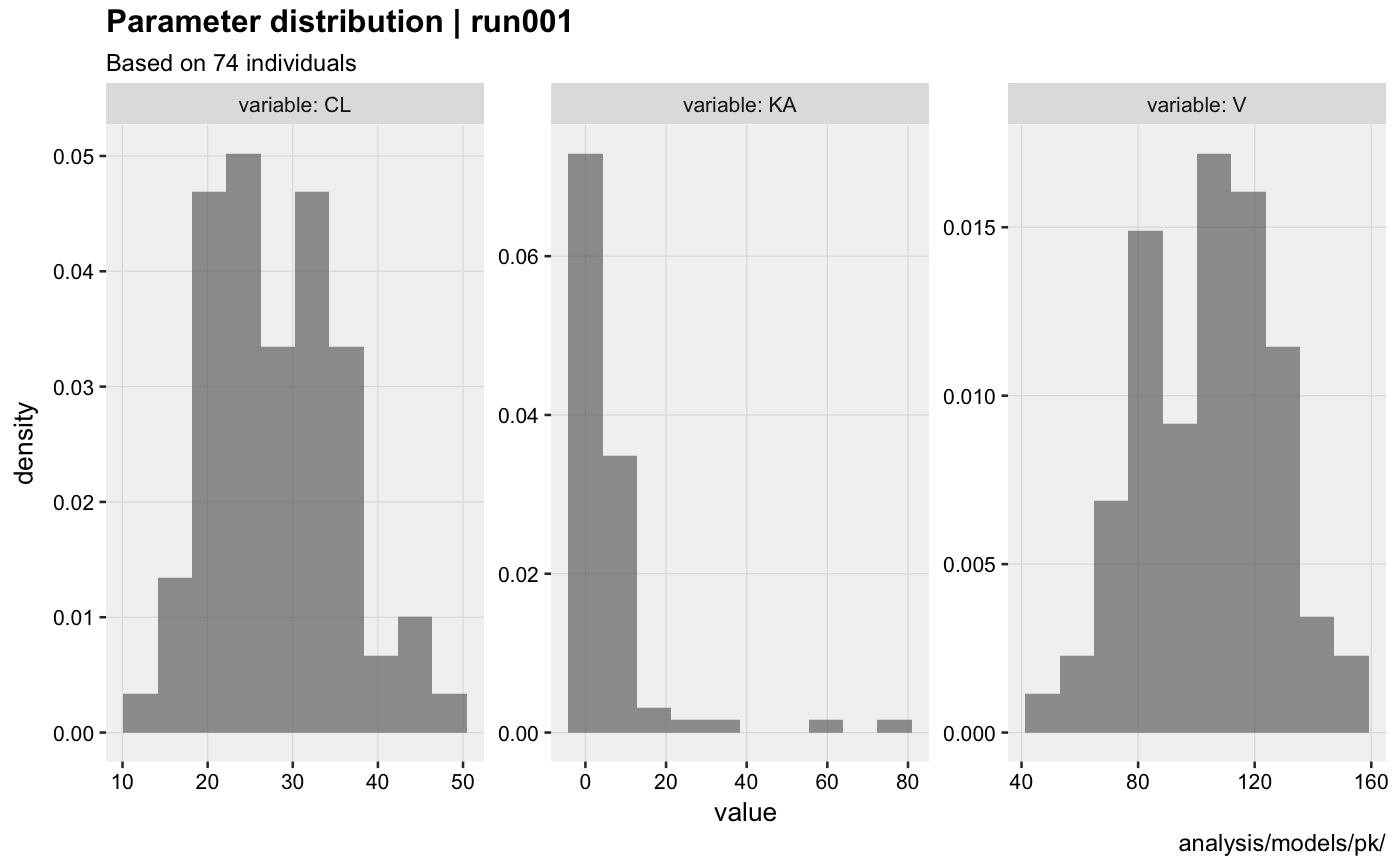 Parameter distribution | run001
Based on 74 individuals
variable: CL
variable: KA
variable: V
density
0.05
0.04
0.03
0.02
0.01
0.00
0.06
0.04
0.02
0.00
0.015
0.010
0.005
0.000
10 20 30 40 50
0 20 40 60 80
40 80 120 160
value
analysis/models/pk/